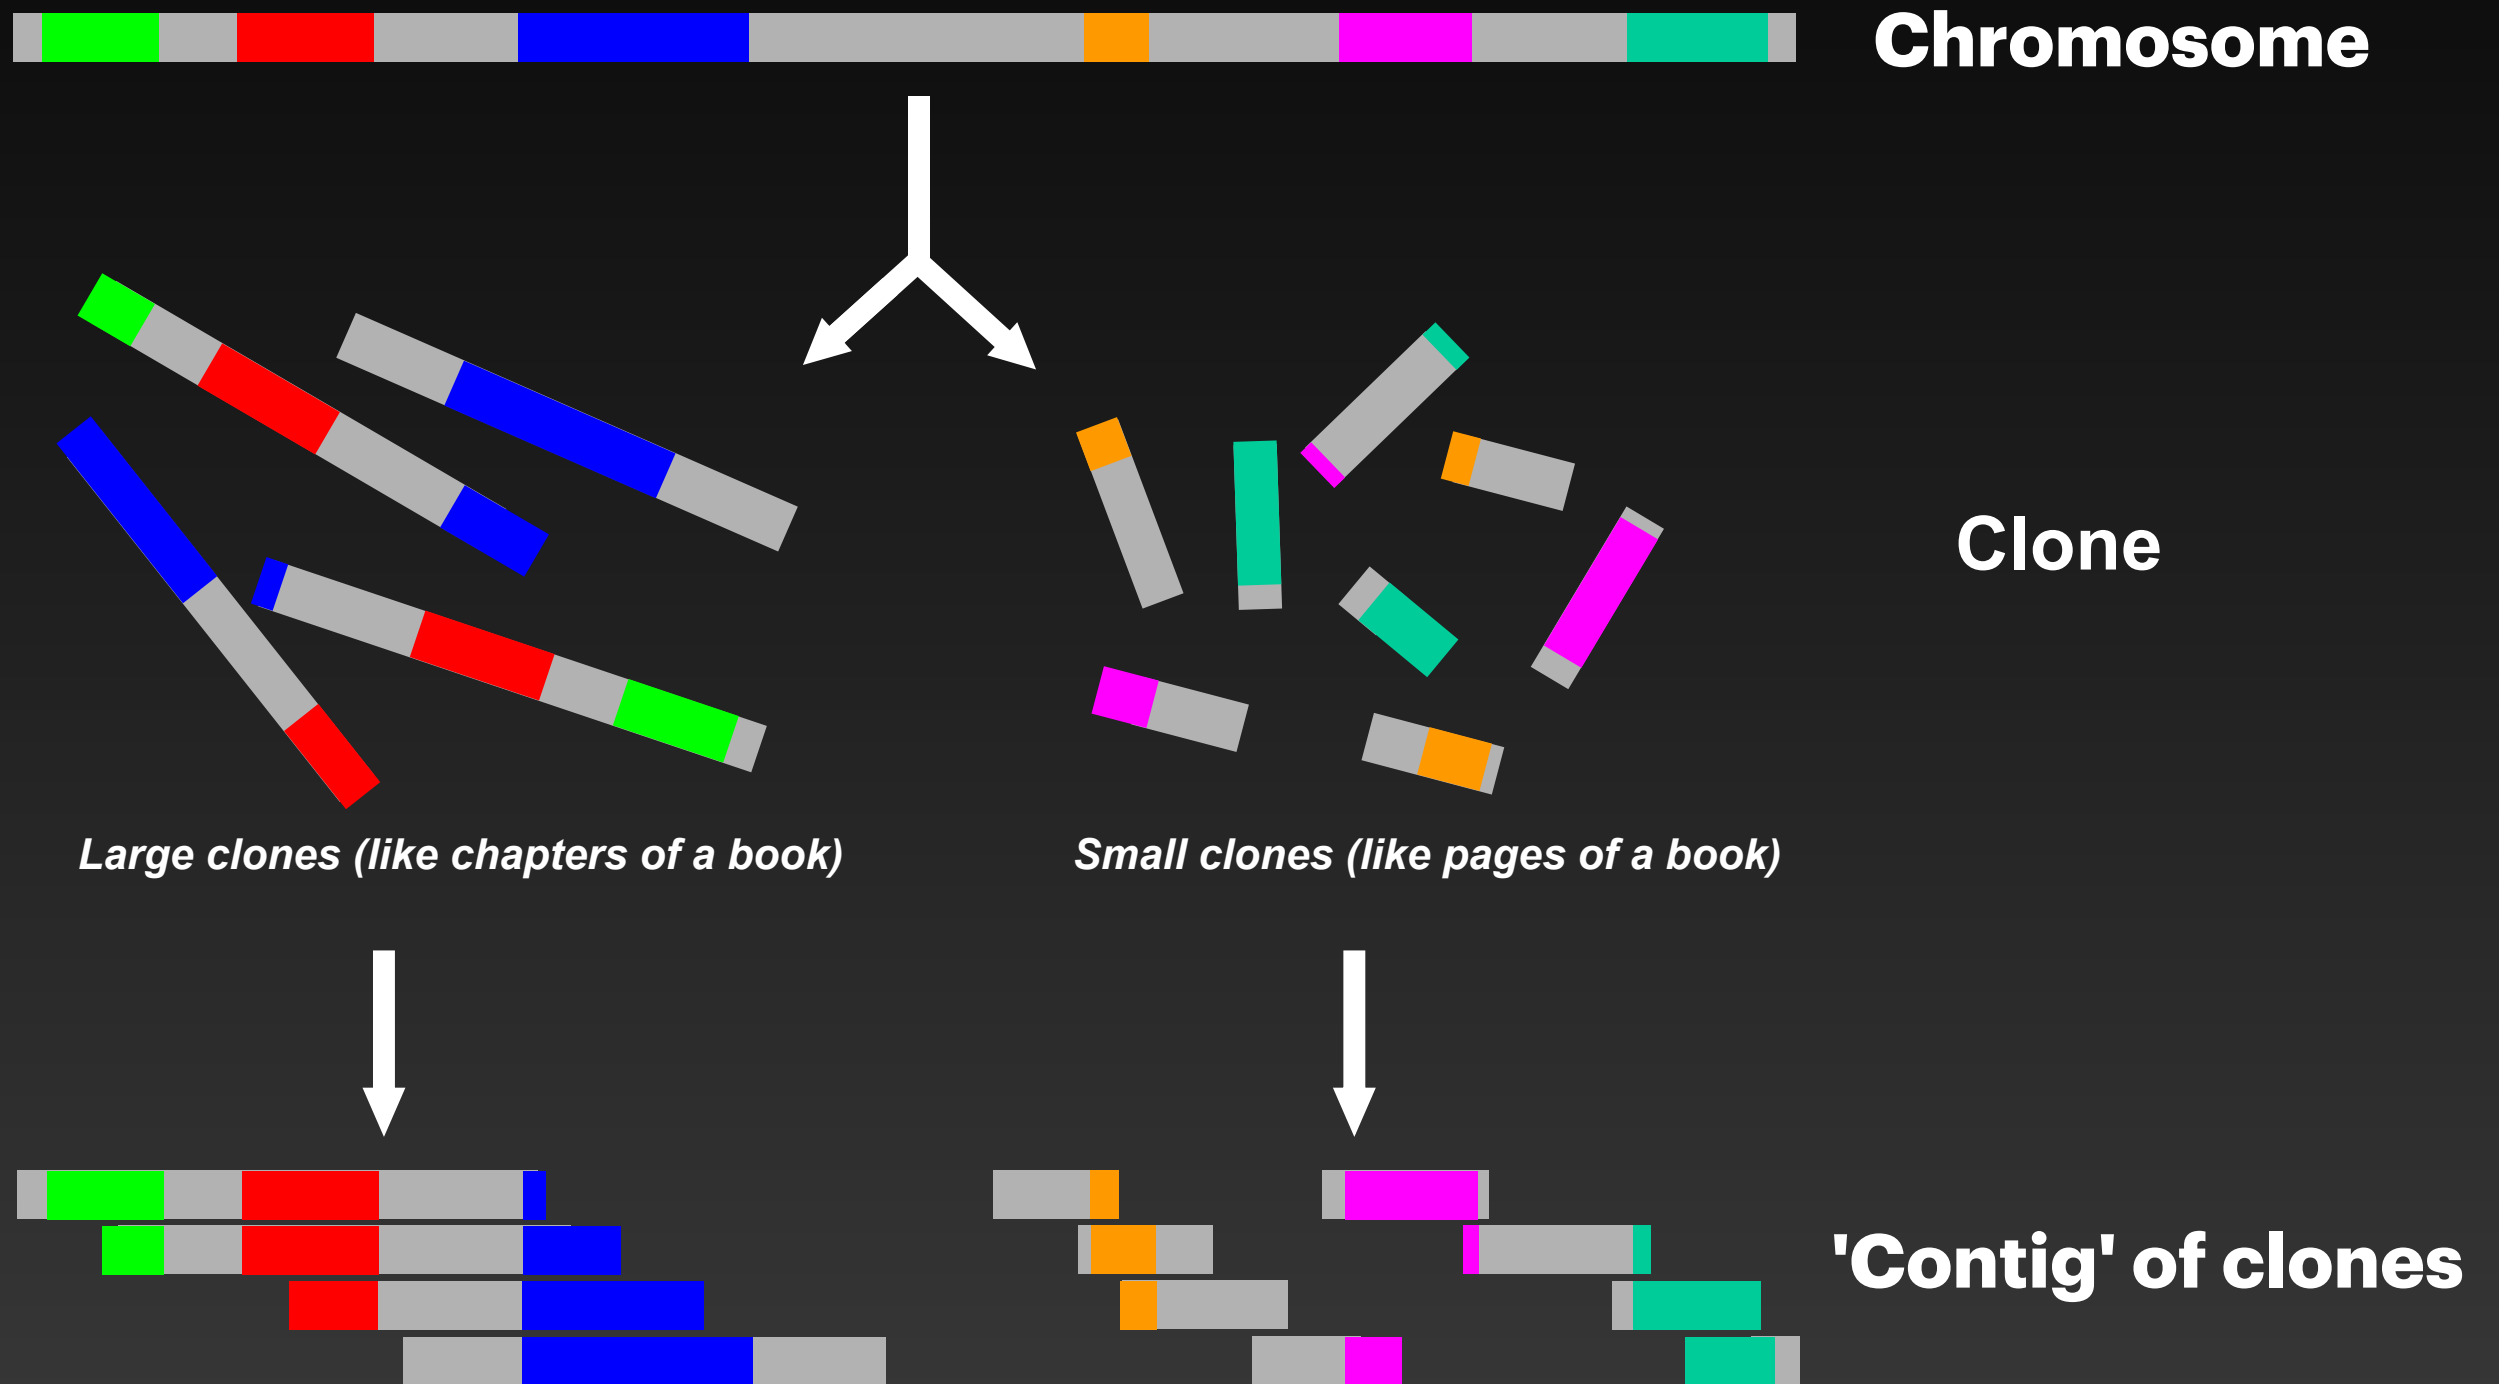 Chromosome
Clone
Large clones (like chapters of a book)
Small clones (like pages of a book)
'Contig' of clones